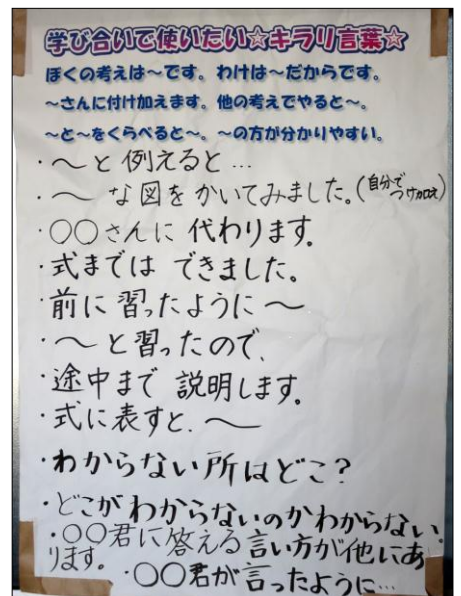 学び合いで使いたい☆キラリ言葉☆
ぼくの考えは～です。わけは～だからです。
～さんに付け加えます。他の考えでやると～。
～と～をくらべると～。～の方が分かりやすい。
・～と例えると…
・～な図をかいてみました。(自分でつけ加え)
・○○さんに代わります。
・式まではできました。
・前に習ったように～
・～と習ったので、
・途中まで説明します。
・式に表すと、～
・わからない所はどこ？
・どこがわからないのかわからない。
・○○君に答える言い方が他にあ
ります。
・○○君が言ったように…